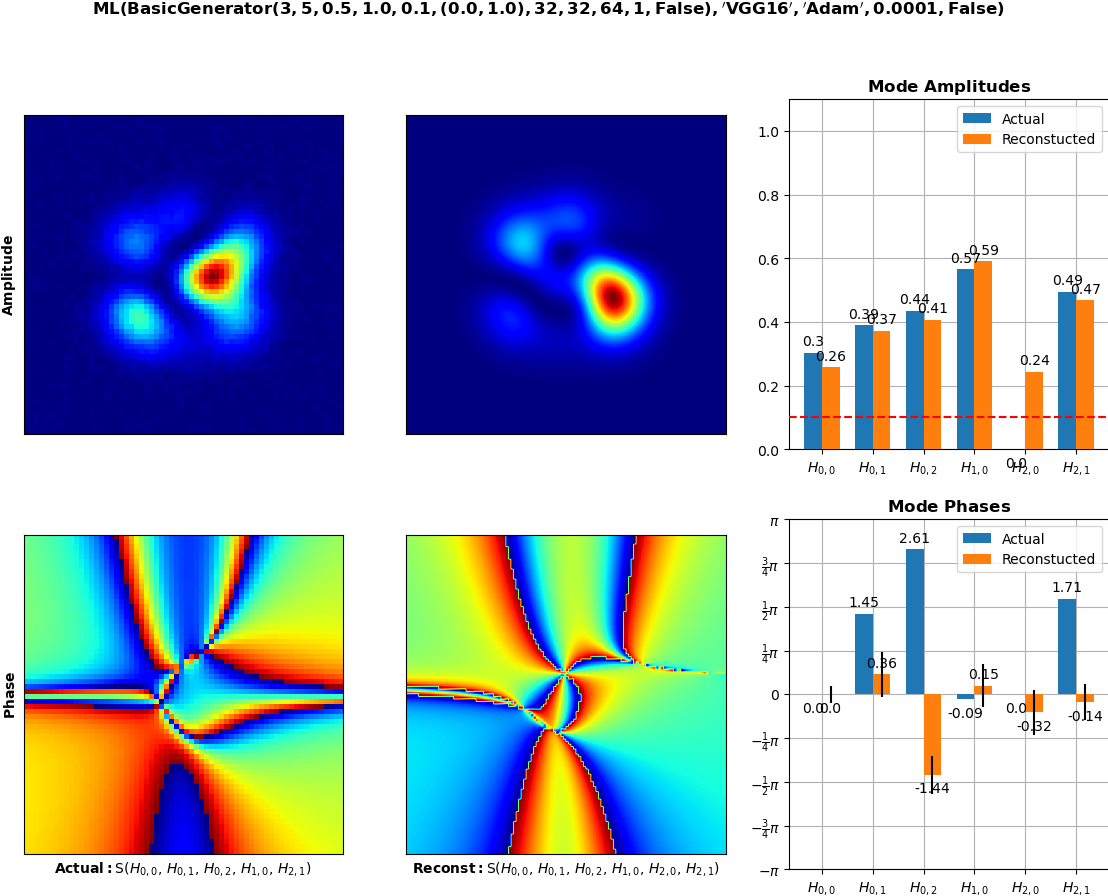 ML(BasicGenerator(3, 5, 0.5, 1.0, 0.1, (0.0, 1.0), 32, 32, 64, 1, False), 'VGG16', 'Adam', 0.0001, False)
Mode Amplitudes
Amplitude
Actual
Reconstucted
1.0
0.8
0.6
0.4
0.2
0.0
0.3
0.26
0.39
0.37
0.44
0.41
0.57
0.59
0.0
0.24
0.49
0.47
H0,0 H0,1 H0,2 H1,0 H2,0 H2,1
Mode Phases
Phase
Actual
Reconstucted
π
3/4π
1/2π
1/4π
0
−1/4π
−1/2π
−3/4π
−π
0.0
0.0
1.45
0.36
2.61
-1.44
-0.09
0.15
0.0
-0.32
1.71
-0.14
H0,0 H0,1 H0,2 H1,0 H2,0 H2,1
Actual: S(H0,0, H0,1, H0,2, H1,0, H2,1)
Reconst: S(H0,0, H0,1, H0,2, H1,0, H2,0, H2,1)